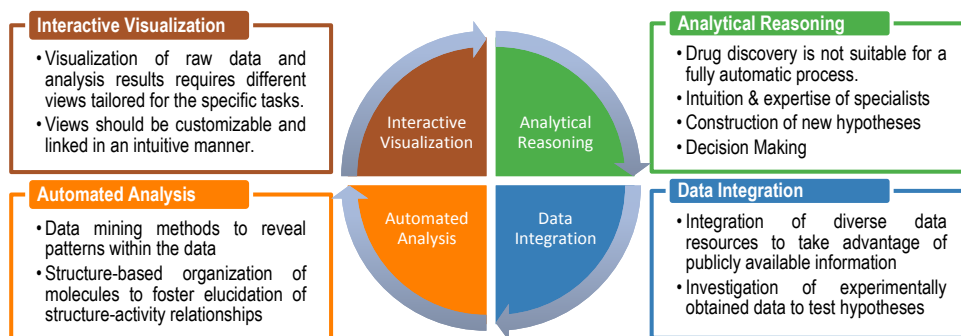 Interactive Visualization
• Visualization of raw data and
analysis results requires different
views tailored for the specific tasks.
• Views should be customizable and
linked in an intuitive manner.
Analytical Reasoning
• Drug discovery is not suitable for a
fully automatic process.
• Intuition & expertise of specialists
• Construction of new hypotheses
• Decision Making
Interactive
Visualization
Analytical
Reasoning
Automated
Analysis
Data
Integration
Automated Analysis
• Data mining methods to reveal
patterns within the data
• Structure-based organization of
molecules to foster elucidation of
structure-activity relationships
Data Integration
• Integration of diverse data
resources to take advantage of
publicly available information
• Investigation of experimentally
obtained data to test hypotheses